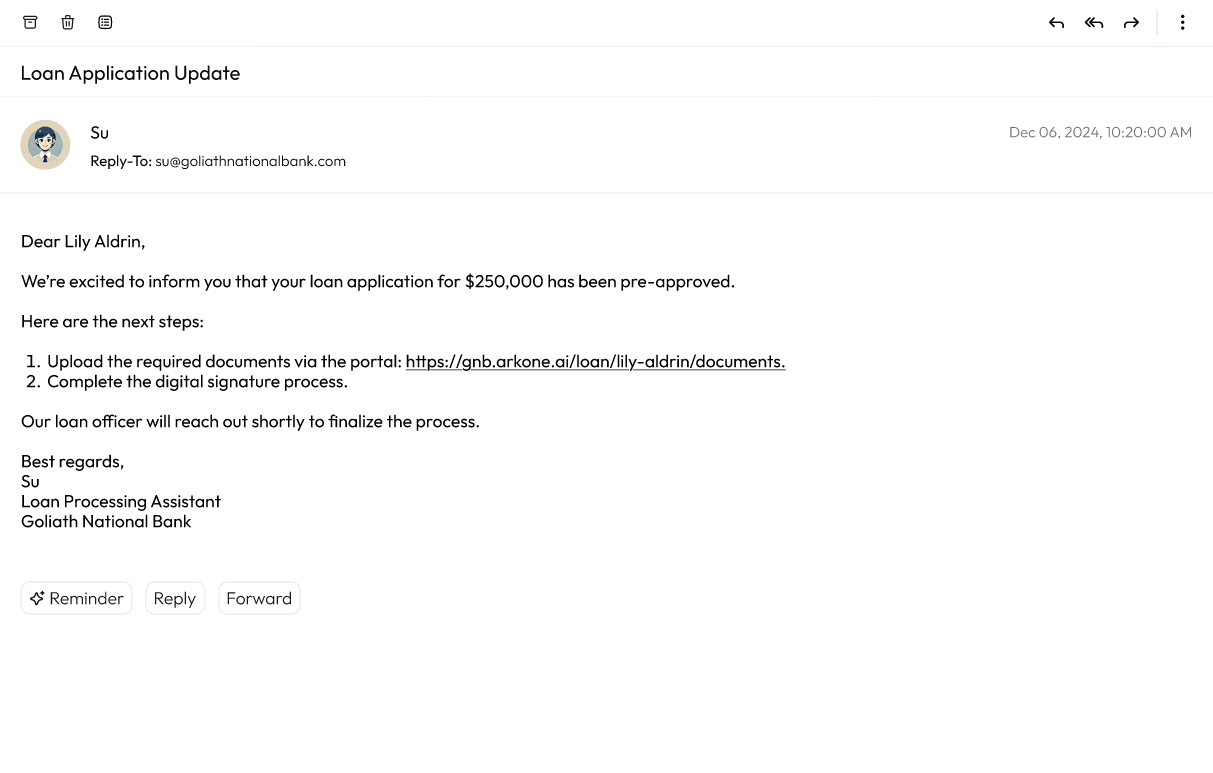 Loan Application Update
Su
Dec 06, 2024, 10:20:00 AM
Reply-To: su@goliathnationalbank.com
Dear Lily Aldrin,
We’re excited to inform you that your loan application for $250,000 has been pre-approved.
Here are the next steps:
1. Upload the required documents via the portal: https://gnb.arkone.ai/loan/lily-aldrin/documents.
2. Complete the digital signature process.
Our loan officer will reach out shortly to finalize the process.
Best regards,
Su
Loan Processing Assistant
Goliath National Bank
Reminder
Reply
Forward